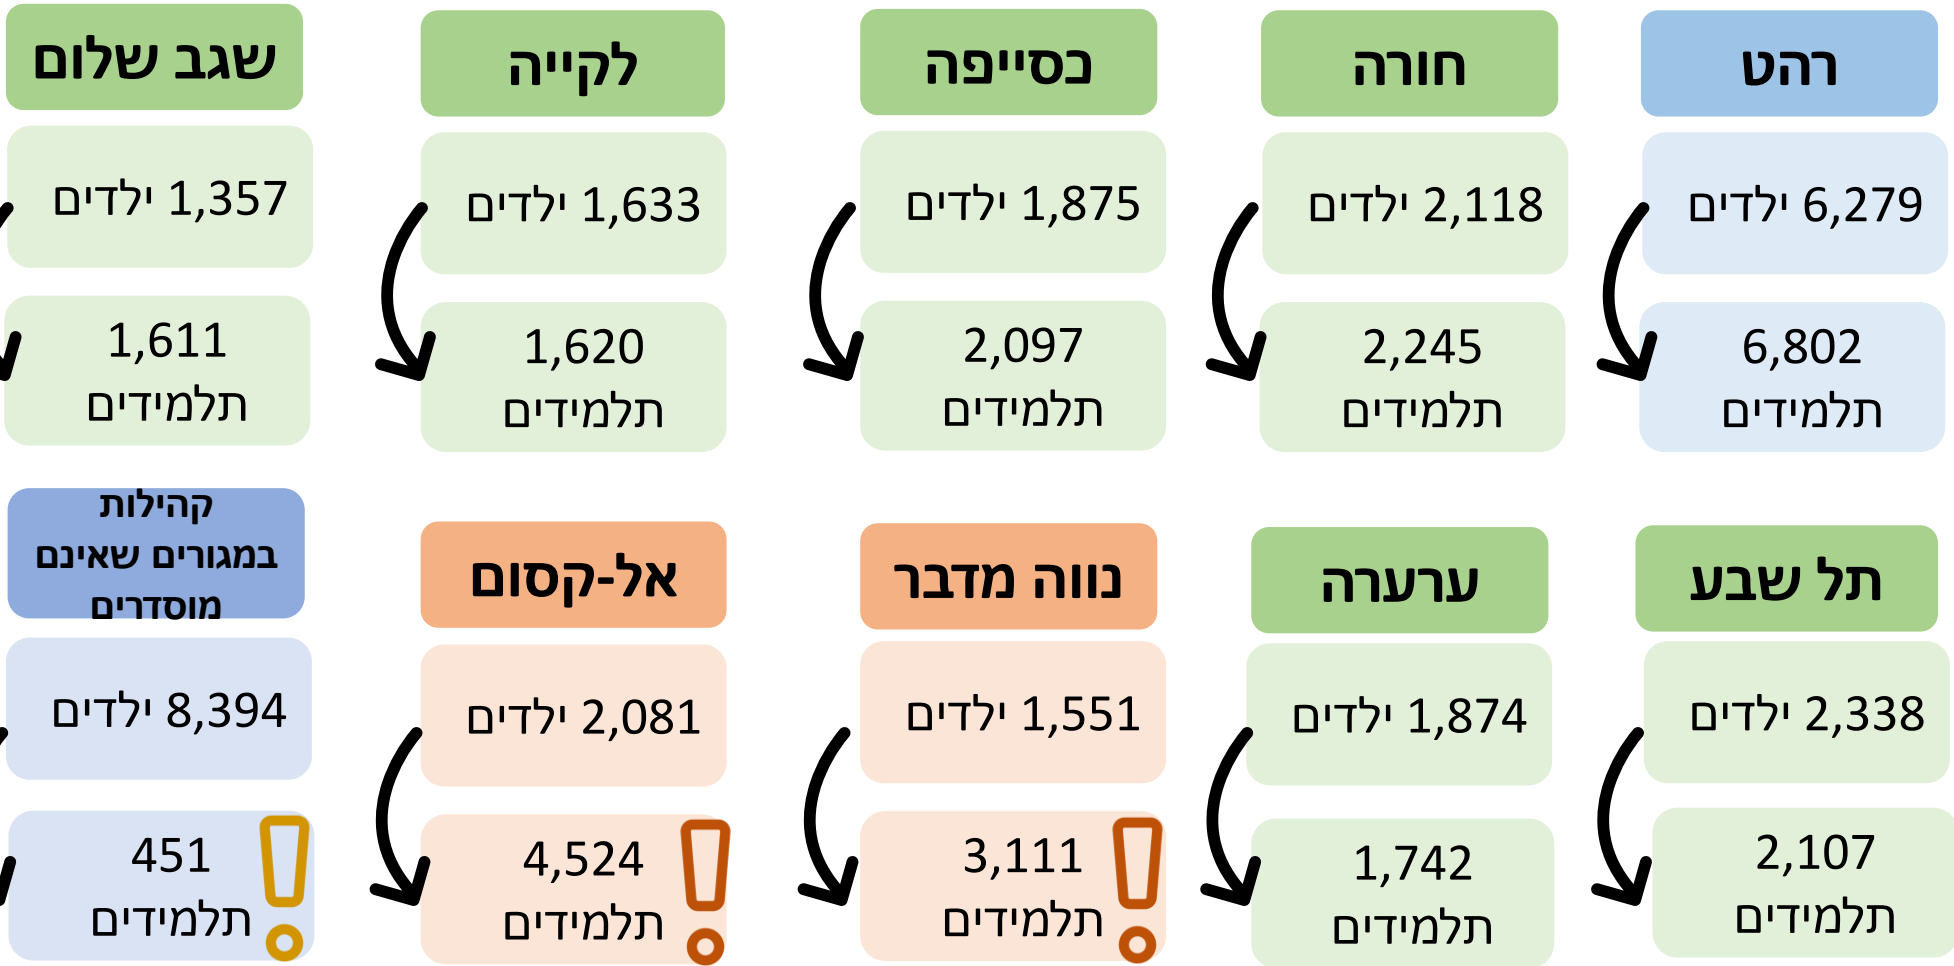 רהט
6,279 ילדים
6,802
תלמידים
חורה
2,118 ילדים
2,245
תלמידים
כסייפה
1,875 ילדים
2,097
תלמידים
לקייה
1,633 ילדים
1,620
תלמידים
שגב שלום
1,357 ילדים
1,611
תלמידים
תל שבע
2,338 ילדים
2,107
תלמידים
ערערה
1,874 ילדים
1,742
תלמידים
נווה מדבר
1,551 ילדים
3,111
תלמידים
אל-קסום
2,081 ילדים
4,524
תלמידים
קהילות
במגורים שאינם
מוסדרים
8,394 ילדים
451
תלמידים